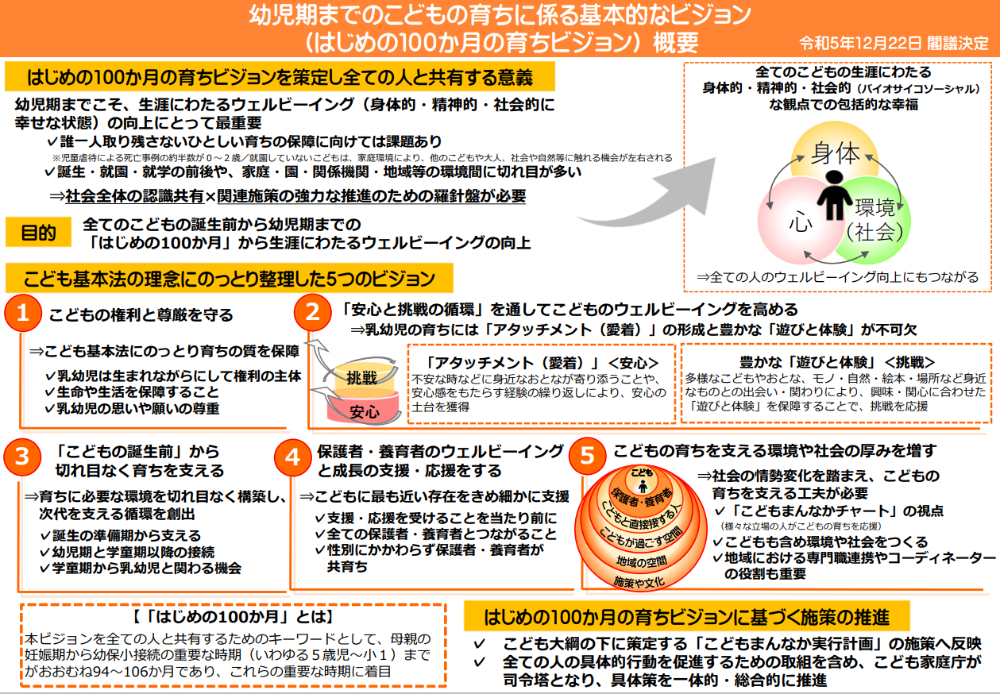 幼児期までのこどもの育ちに係る基本的なビジョン
（はじめの100か月の育ちビジョン）概要
令和5年12月22日 閣議決定
はじめの100か月の育ちビジョンを策定し全ての人と共有する意義
幼児期までこそ、生涯にわたるウェルビーイング（身体的・精神的・社会的に
幸せな状態）の向上にとって最重要
✓誰一人取り残さないひとしい育ちの保障に向けては課題あり
※児童虐待による死亡事例の約半数が０～２歳／就園していないこどもは、家庭環境により、他のこどもや大人、社会や自然等に触れる機会が左右される
✓誕生・就園・就学の前後や、家庭・園・関係機関・地域等の環境間に切れ目が多い
⇒社会全体の認識共有×関連施策の強力な推進のための羅針盤が必要
目的
全てのこどもの誕生前から幼児期までの
「はじめの100か月」から生涯にわたるウェルビーイングの向上
全てのこどもの生涯にわたる
身体的・精神的・社会的（バイオサイコソーシャル）
な観点での包括的な幸福
身体
心
環境
（社会）
⇒全ての人のウェルビーイング向上にもつながる
こども基本法の理念にのっとり整理した5つのビジョン
1
こどもの権利と尊厳を守る
⇒こども基本法にのっとり育ちの質を保障
✓乳幼児は生まれながらにして権利の主体
✓生命や生活を保障すること
✓乳幼児の思いや願いの尊重
2
「安心と挑戦の循環」を通してこどものウェルビーイングを高める
⇒乳幼児の育ちには「アタッチメント（愛着）」の形成と豊かな「遊びと体験」が不可欠
挑戦
安心
「アタッチメント（愛着）」＜安心＞
不安な時などに身近なおとなが寄り添うことや、
安心感をもたらす経験の繰り返しにより、安心の
土台を獲得
豊かな「遊びと体験」＜挑戦＞
多様なこどもやおとな、モノ・自然・絵本・場所など身近
なものとの出会い・関わりにより、興味・関心に合わせた
「遊びと体験」を保障することで、挑戦を応援
3
「こどもの誕生前」から
切れ目なく育ちを支える
⇒育ちに必要な環境を切れ目なく構築し、
次代を支える循環を創出
✓誕生の準備期から支える
✓幼児期と学童期以降の接続
✓学童期から乳幼児と関わる機会
4
保護者・養育者のウェルビーイング
と成長の支援・応援をする
⇒こどもに最も近い存在をきめ細かに支援
✓支援・応援を受けることを当たり前に
✓全ての保護者・養育者とつながること
✓性別にかかわらず保護者・養育者が
共育ち
5
こどもの育ちを支える環境や社会の厚みを増す
こども
保護者・養育者
こどもと直接接する人
こどもが過ごす空間
地域の空間
施策や文化
⇒社会の情勢変化を踏まえ、こどもの
育ちを支える工夫が必要
✓「こどもまんなかチャート」の視点
（様々な立場の人がこどもの育ちを応援）
✓こどもも含め環境や社会をつくる
✓地域における専門職連携やコーディネーター
の役割も重要
【「はじめの100か月」とは】
本ビジョンを全ての人と共有するためのキーワードとして、母親の
妊娠期から幼保小接続の重要な時期（いわゆる５歳児～小１）まで
がおおむね94～106か月であり、これらの重要な時期に着目
はじめの100か月の育ちビジョンに基づく施策の推進
✓ こども大綱の下に策定する「こどもまんなか実行計画」の施策へ反映
✓ 全ての人の具体的行動を促進するための取組を含め、こども家庭庁が
司令塔となり、具体策を一体的・総合的に推進